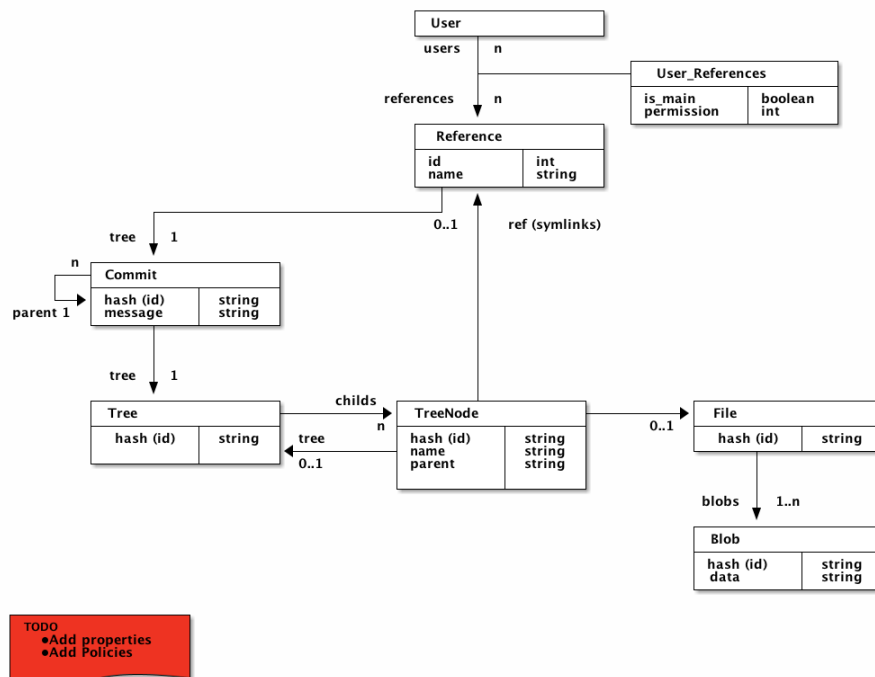 User
users n
User_References
is_main boolean
permission int
references n
Reference
id int
name string
0..1 ref (symlinks)
tree 1
n
Commit
hash (id) string
message string
parent 1
tree 1
childs
n
Tree
hash (id) string
tree
0..1
TreeNode
hash (id) string
name string
parent string
0..1
File
hash (id) string
blobs 1..n
Blob
hash (id) string
data string
TODO
●Add properties
●Add Policies